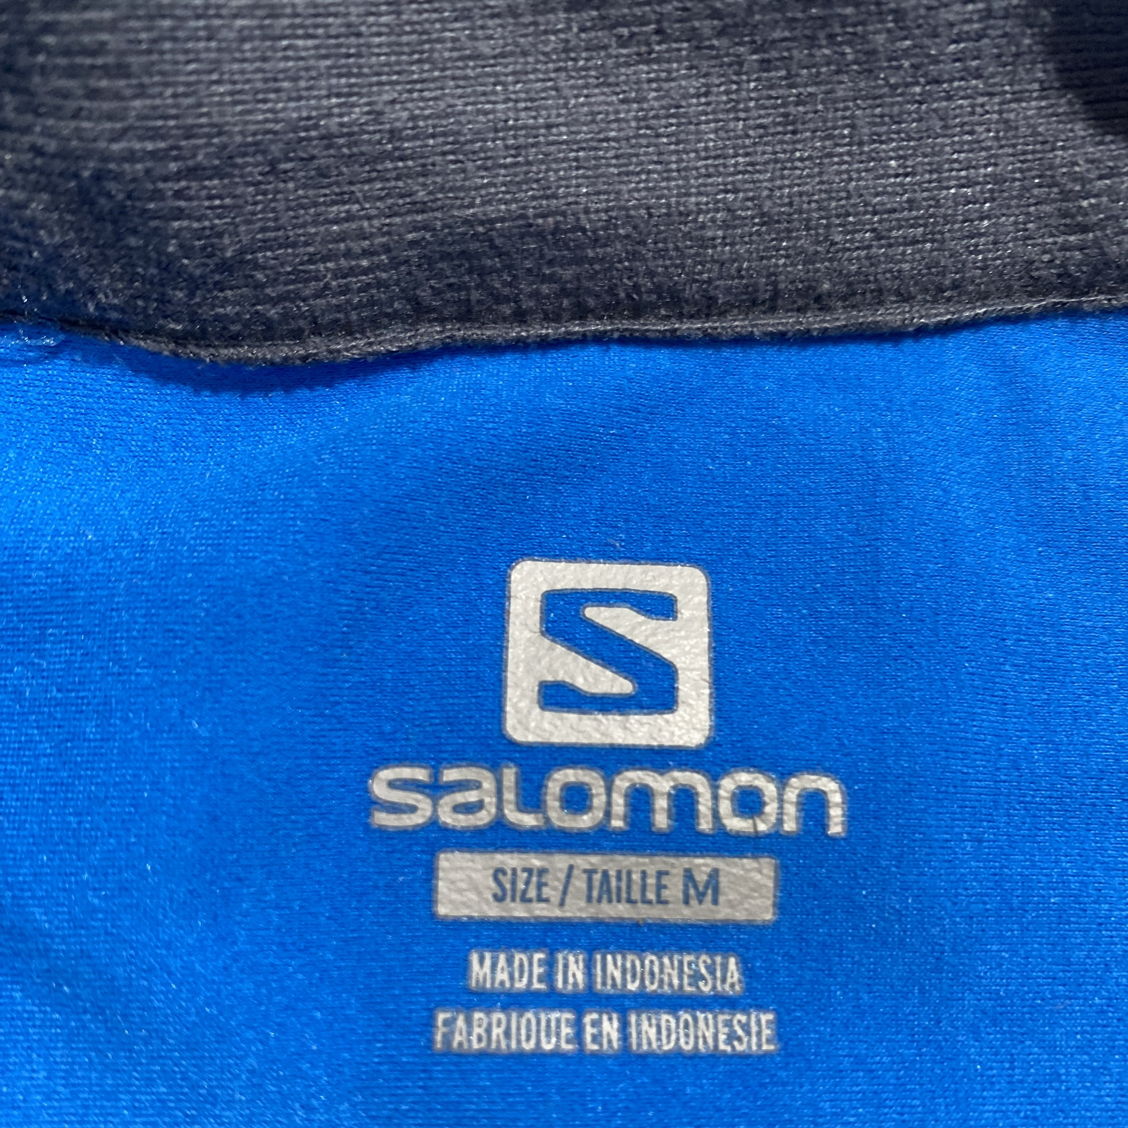 S
SALOMON
SIZE / TAILLE M
MADE IN INDONESIA
FABRIQUE EN INDONESIE